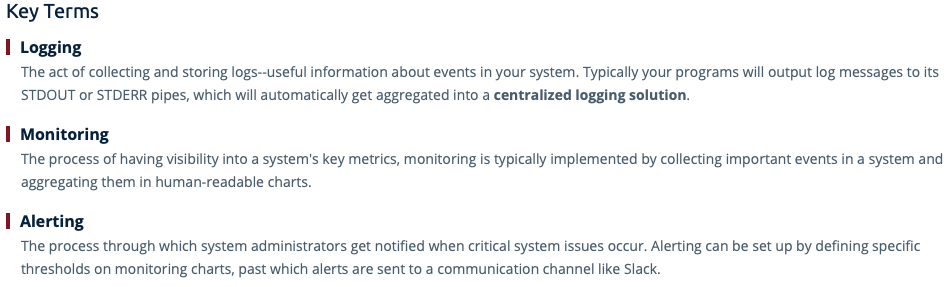 Key Terms
Logging
The act of collecting and storing logs--useful information about events in your system. Typically your programs will output log messages to its
STDOUT or STDERR pipes, which will automatically get aggregated into a centralized logging solution.
Monitoring
The process of having visibility into a system's key metrics, monitoring is typically implemented by collecting important events in a system and
aggregating them in human-readable charts.
Alerting
The process through which system administrators get notified when critical system issues occur. Alerting can be set up by defining specific
thresholds on monitoring charts, past which alerts are sent to a communication channel like Slack.